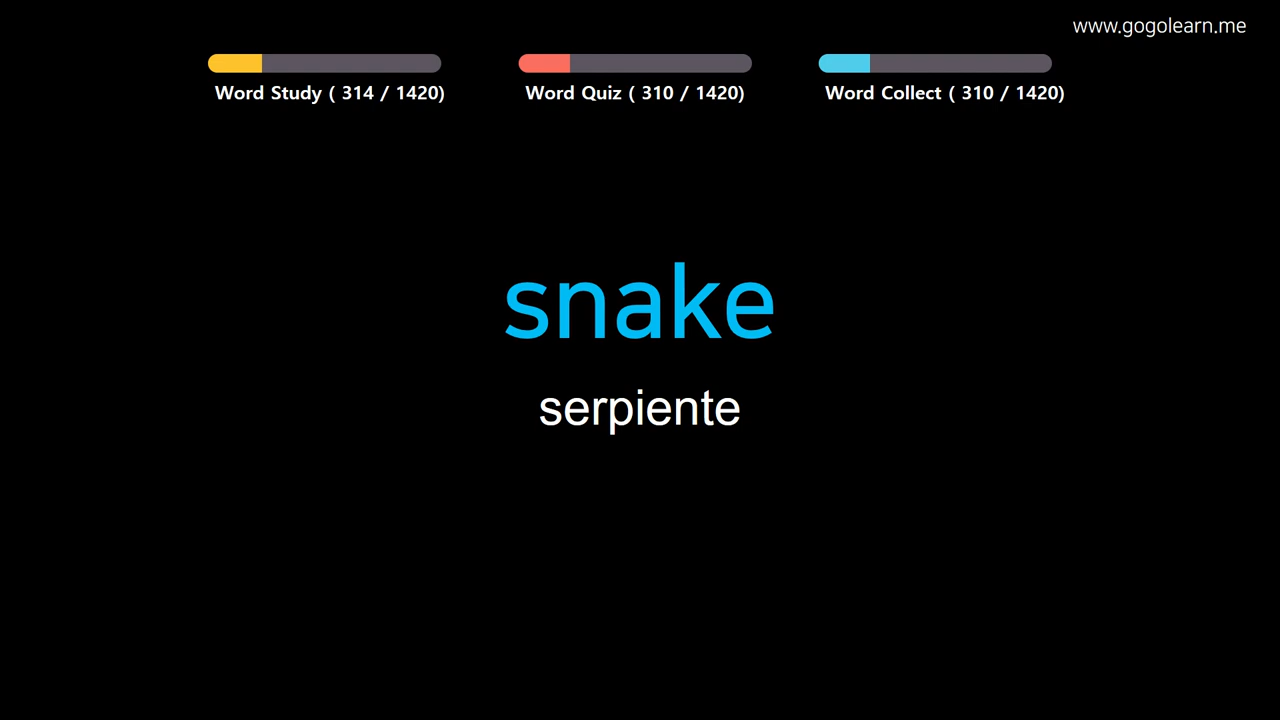 www.gogolearn.me
Word Study ( 314 / 1420)
Word Quiz ( 310 / 1420)
Word Collect ( 310 / 1420)
snake
serpiente